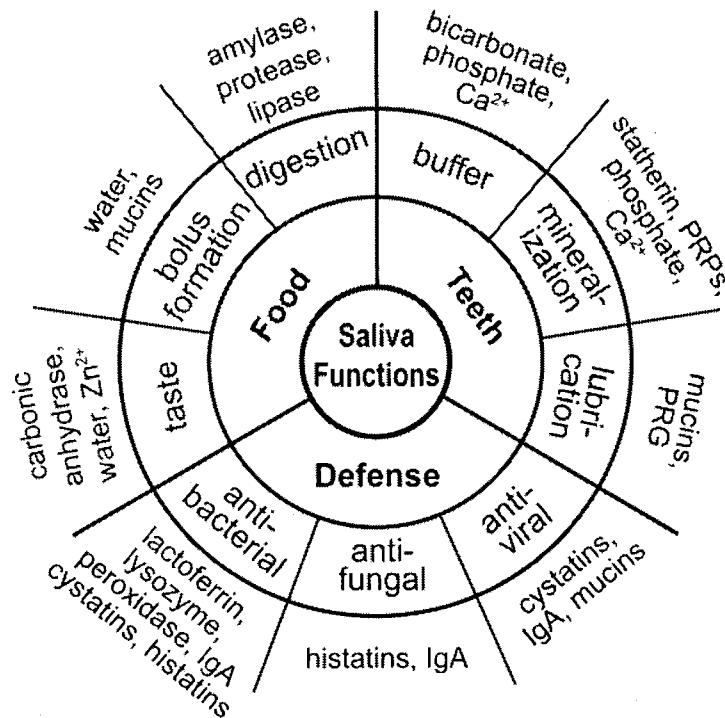 Saliva
Functions
Food
Teeth
Defense
digestion
amylase,
protease,
lipase
bolus
formation
water,
mucins
taste
carbonic
anhydrase,
water, Zn²⁺
buffer
bicarbonate,
phosphate,
Ca²⁺
mineral-
ization
statherin, PRPs,
phosphate,
Ca²⁺
lubri-
cation
mucins,
PRG
anti-
viral
cystatins,
IgA, mucins
anti-
fungal
histatins, IgA
anti-
bacterial
lactoferrin,
lysozyme,
peroxidase, IgA
cystatins, histatins